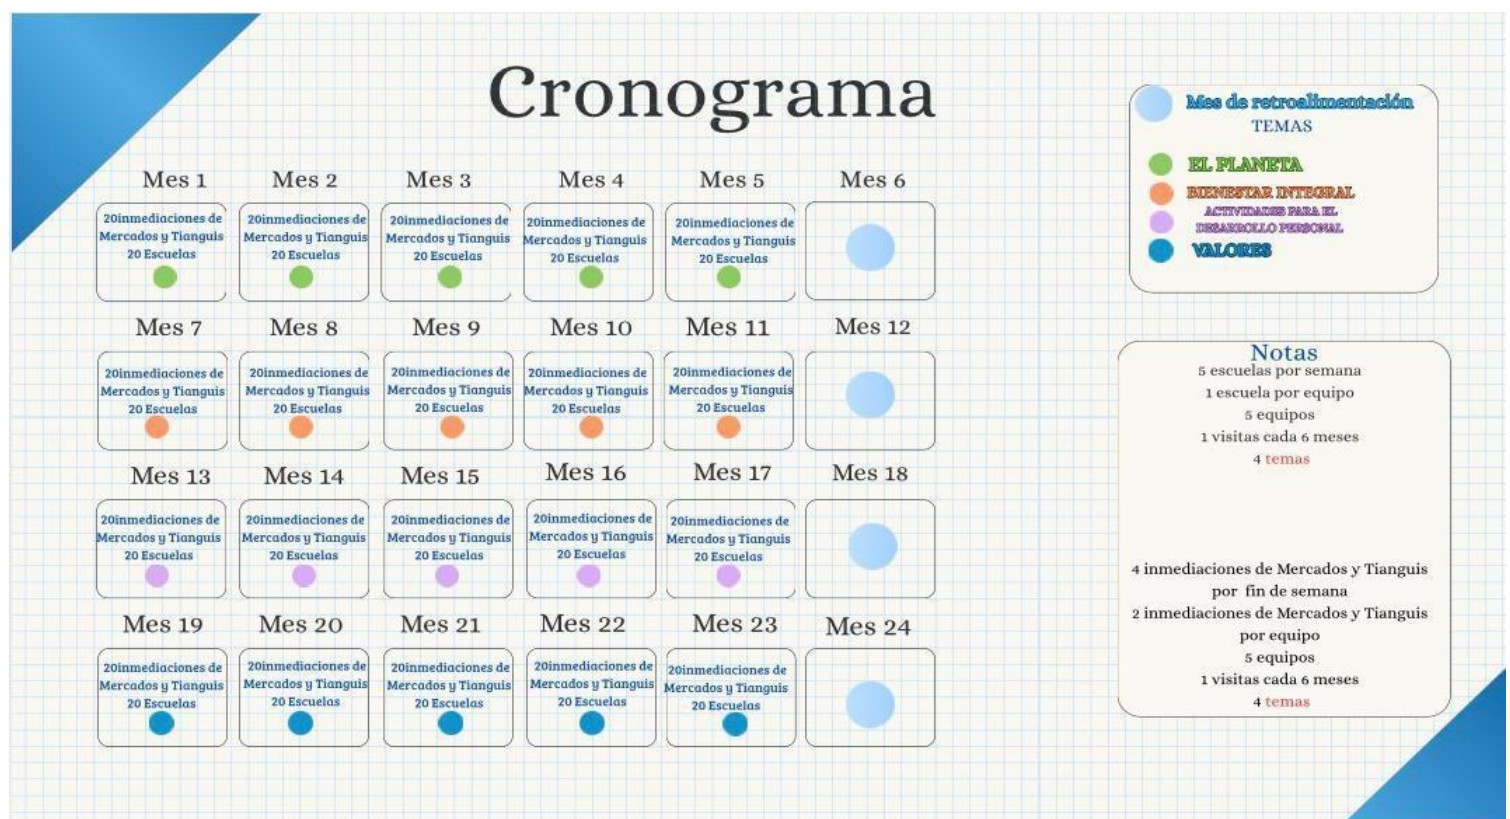 Cronograma
Mes 1
Mes 2
Mes 3
Mes 4
Mes 5
Mes 6
20inmediaciones de
Mercados y Tianguis
20 Escuelas
20inmediaciones de
Mercados y Tianguis
20 Escuelas
20inmediaciones de
Mercados y Tianguis
20 Escuelas
20inmediaciones de
Mercados y Tianguis
20 Escuelas
20inmediaciones de
Mercados y Tianguis
20 Escuelas
Mes 7
Mes 8
Mes 9
Mes 10
Mes 11
Mes 12
20inmediaciones de
Mercados y Tianguis
20 Escuelas
20inmediaciones de
Mercados y Tianguis
20 Escuelas
20inmediaciones de
Mercados y Tianguis
20 Escuelas
20inmediaciones de
Mercados y Tianguis
20 Escuelas
20inmediaciones de
Mercados y Tianguis
20 Escuelas
Mes 13
Mes 14
Mes 15
Mes 16
Mes 17
Mes 18
20inmediaciones de
Mercados y Tianguis
20 Escuelas
20inmediaciones de
Mercados y Tianguis
20 Escuelas
20inmediaciones de
Mercados y Tianguis
20 Escuelas
20inmediaciones de
Mercados y Tianguis
20 Escuelas
20inmediaciones de
Mercados y Tianguis
20 Escuelas
Mes 19
Mes 20
Mes 21
Mes 22
Mes 23
Mes 24
20inmediaciones de
Mercados y Tianguis
20 Escuelas
20inmediaciones de
Mercados y Tianguis
20 Escuelas
20inmediaciones de
Mercados y Tianguis
20 Escuelas
20inmediaciones de
Mercados y Tianguis
20 Escuelas
20inmediaciones de
Mercados y Tianguis
20 Escuelas
Mes de retroalimentación
TEMAS
EL PLANETA
BIENESTAR INTEGRAL
ACTIVIDADES PARA EL
DESARROLLO PERSONAL
VALORES
Notas
5 escuelas por semana
1 escuela por equipo
5 equipos
1 visitas cada 6 meses
4 temas
4 inmediaciones de Mercados y Tianguis
por fin de semana
2 inmediaciones de Mercados y Tianguis
por equipo
5 equipos
1 visitas cada 6 meses
4 temas